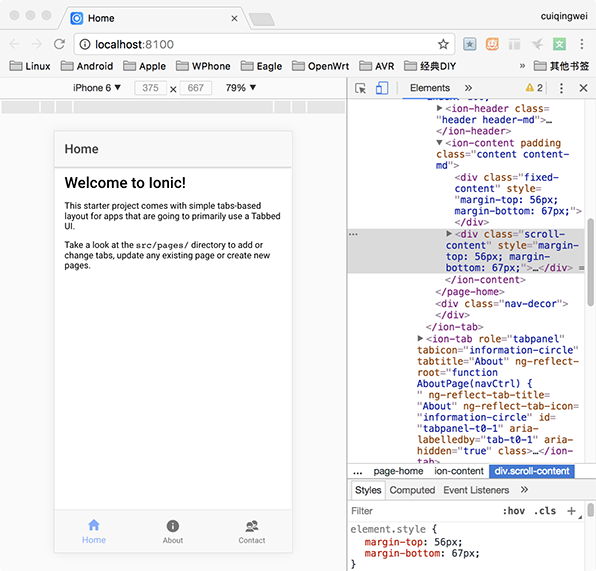 Home
cuiqingwei
localhost:8100
Linux Android Apple WPhone Eagle OpenWrt AVR 经典DIY » 其他书签
iPhone 6 ▼ 375 × 667 79% ▼
Elements » 2
<ion-header class=
"header header-md">…
</ion-header>
<ion-content padding
class="content content-
md">
<div class="fixed-
content" style=
"margin-top: 56px;
margin-bottom: 67px;">
</div>
… <div class="scroll-
content" style="margin-
top: 56px; margin-
bottom: 67px;">…</div> =
</ion-content>
</page-home>
<div class="nav-decor">
</div>
</ion-tab>
<ion-tab role="tabpanel"
tabicon="information-circle"
tabtitle="About" ng-reflect-
root="function
AboutPage(navCtrl) {
" ng-reflect-tab-title=
"About" ng-reflect-tab-icon=
"information-circle" id=
"tabpanel-t0-1" aria-
labelledby="tab-t0-1" aria-
hidden="true" class>…</ion-
tab>
... page-home ion-content div.scroll-content
Styles Computed Event Listeners »
Filter :hov .cls +
element.style {
margin-top: 56px;
margin-bottom: 67px;
}
Home
Welcome to Ionic!
This starter project comes with simple tabs-based
layout for apps that are going to primarily use a Tabbed
UI.
Take a look at the src/pages/ directory to add or
change tabs, update any existing page or create new
pages.
Home About Contact